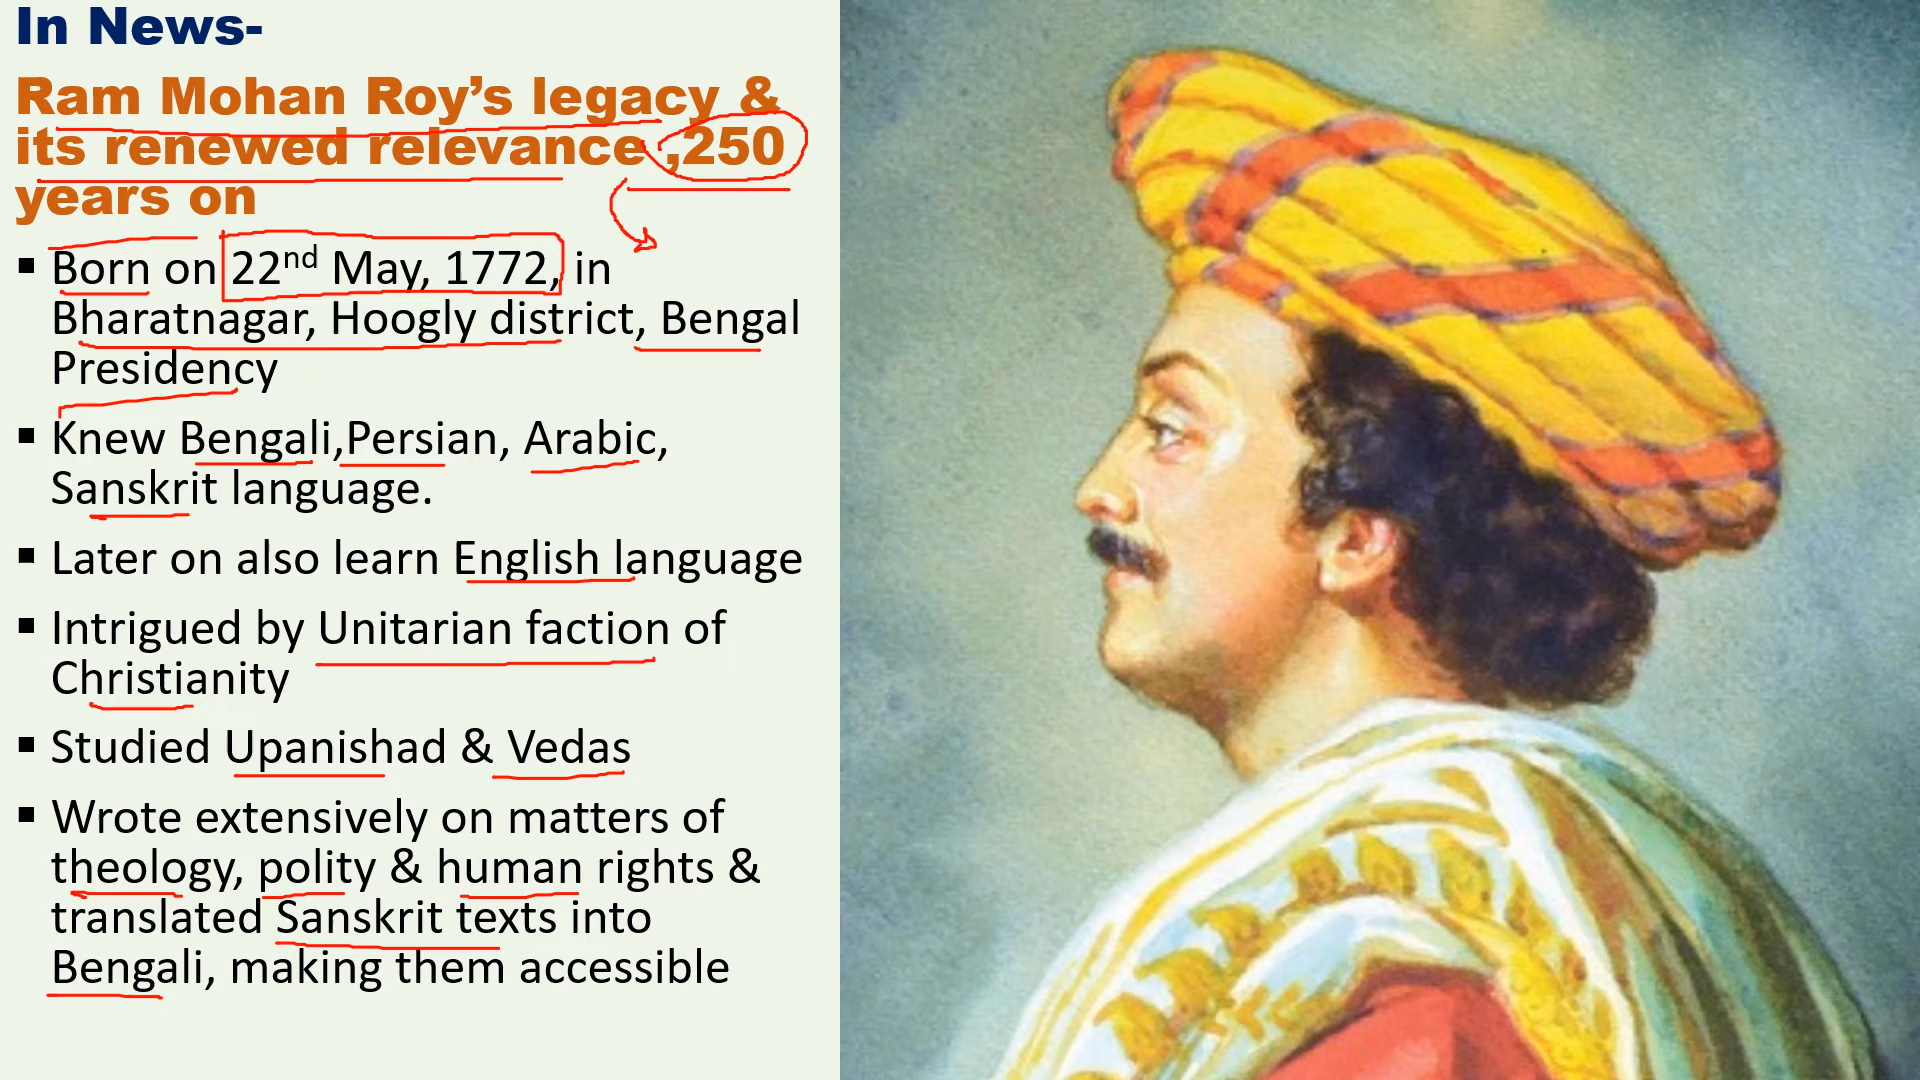 In News-
Ram Mohan Roy’s legacy &
its renewed relevance ,250
years on
▪ Born on 22nd May, 1772, in
Bharatnagar, Hoogly district, Bengal
Presidency
▪ Knew Bengali,Persian, Arabic,
Sanskrit language.
▪ Later on also learn English language
▪ Intrigued by Unitarian faction of
Christianity
▪ Studied Upanishad & Vedas
▪ Wrote extensively on matters of
theology, polity & human rights &
translated Sanskrit texts into
Bengali, making them accessible